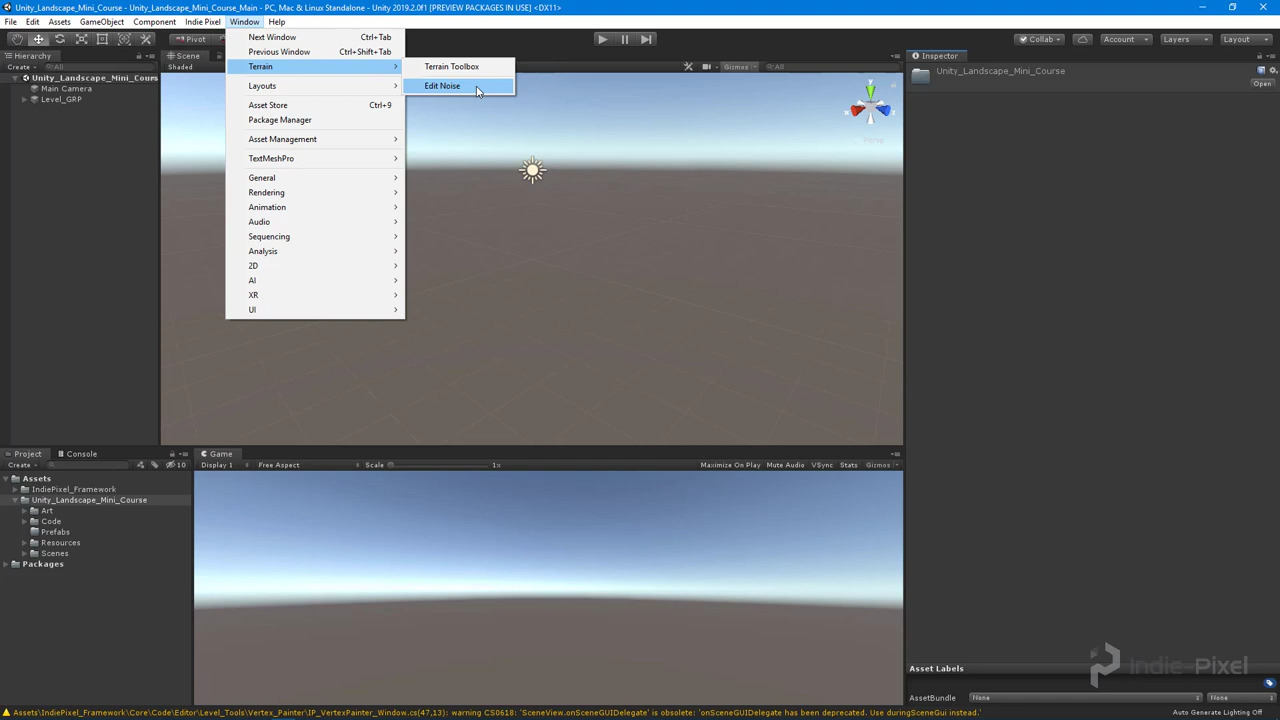 Unity_Landscape_Mini_Course - Unity_Landscape_Mini_Course_Main - PC, Mac & Linux Standalone - Unity 2019.2.0f1 [PREVIEW PACKAGES IN USE] <DX11>
File Edit Assets GameObject Component Indie Pixel Window Help
Pivot Collab Account Layers Layout
Hierarchy
Create All
Unity_Landscape_Mini_Cours
Main Camera
Level_GRP
Scene
Shaded
Gizmos All
Next Window Ctrl+Tab
Previous Window Ctrl+Shift+Tab
Terrain
Layouts
Asset Store Ctrl+9
Package Manager
Asset Management
TextMeshPro
General
Rendering
Animation
Audio
Sequencing
Analysis
2D
AI
XR
UI
Terrain Toolbox
Edit Noise
Persp
Inspector
Unity_Landscape_Mini_Course
Open
Project Console
Create 10
Assets
IndiePixel_Framework
Unity_Landscape_Mini_Course
Art
Code
Prefabs
Resources
Scenes
Packages
Game
Display 1 Free Aspect Scale 1x Maximize On Play Mute Audio VSync Stats Gizmos
Indie-Pixel
Asset Labels
AssetBundle None None
Assets\IndiePixel_Framework\Core\Code\Editor\Level_Tools\Vertex_Painter\IP_VertexPainter_Window.cs(47,13): warning CS0618: 'SceneView.onSceneGUIDelegate' is obsolete: 'onSceneGUIDelegate has been deprecated. Use duringSceneGui instead.'
Auto Generate Lighting Off